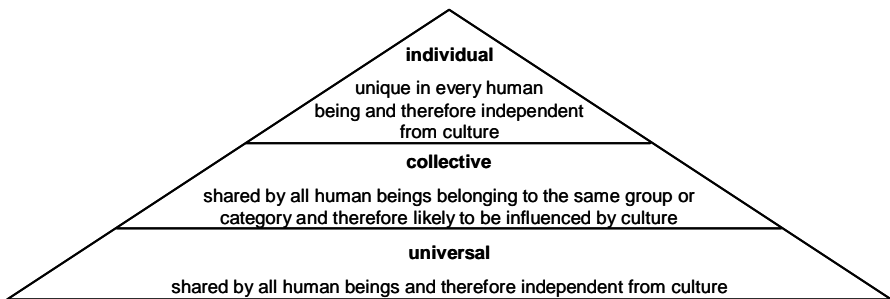 individual
unique in every human
being and therefore independent
from culture
collective
shared by all human beings belonging to the same group or
category and therefore likely to be influenced by culture
universal
shared by all human beings and therefore independent from culture